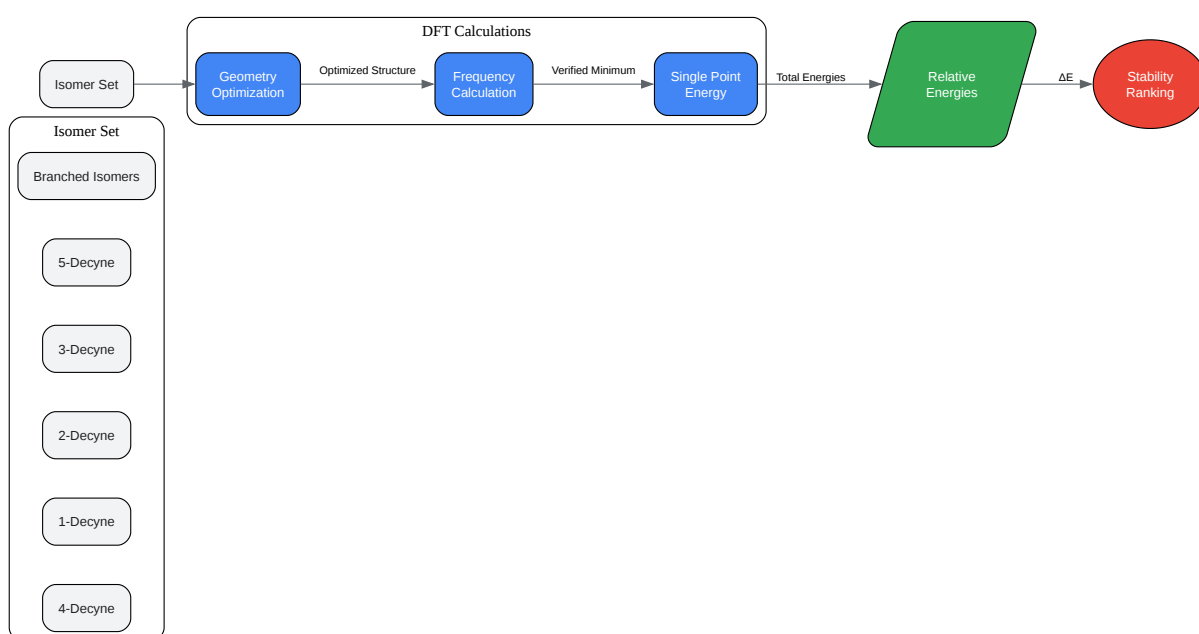 DFT Calculations
Isomer Set
Geometry
Optimization
Optimized Structure
Frequency
Calculation
Verified Minimum
Single Point
Energy
Total Energies
Relative
Energies
ΔE
Stability
Ranking
Isomer Set
Branched Isomers
5-Decyne
3-Decyne
2-Decyne
1-Decyne
4-Decyne